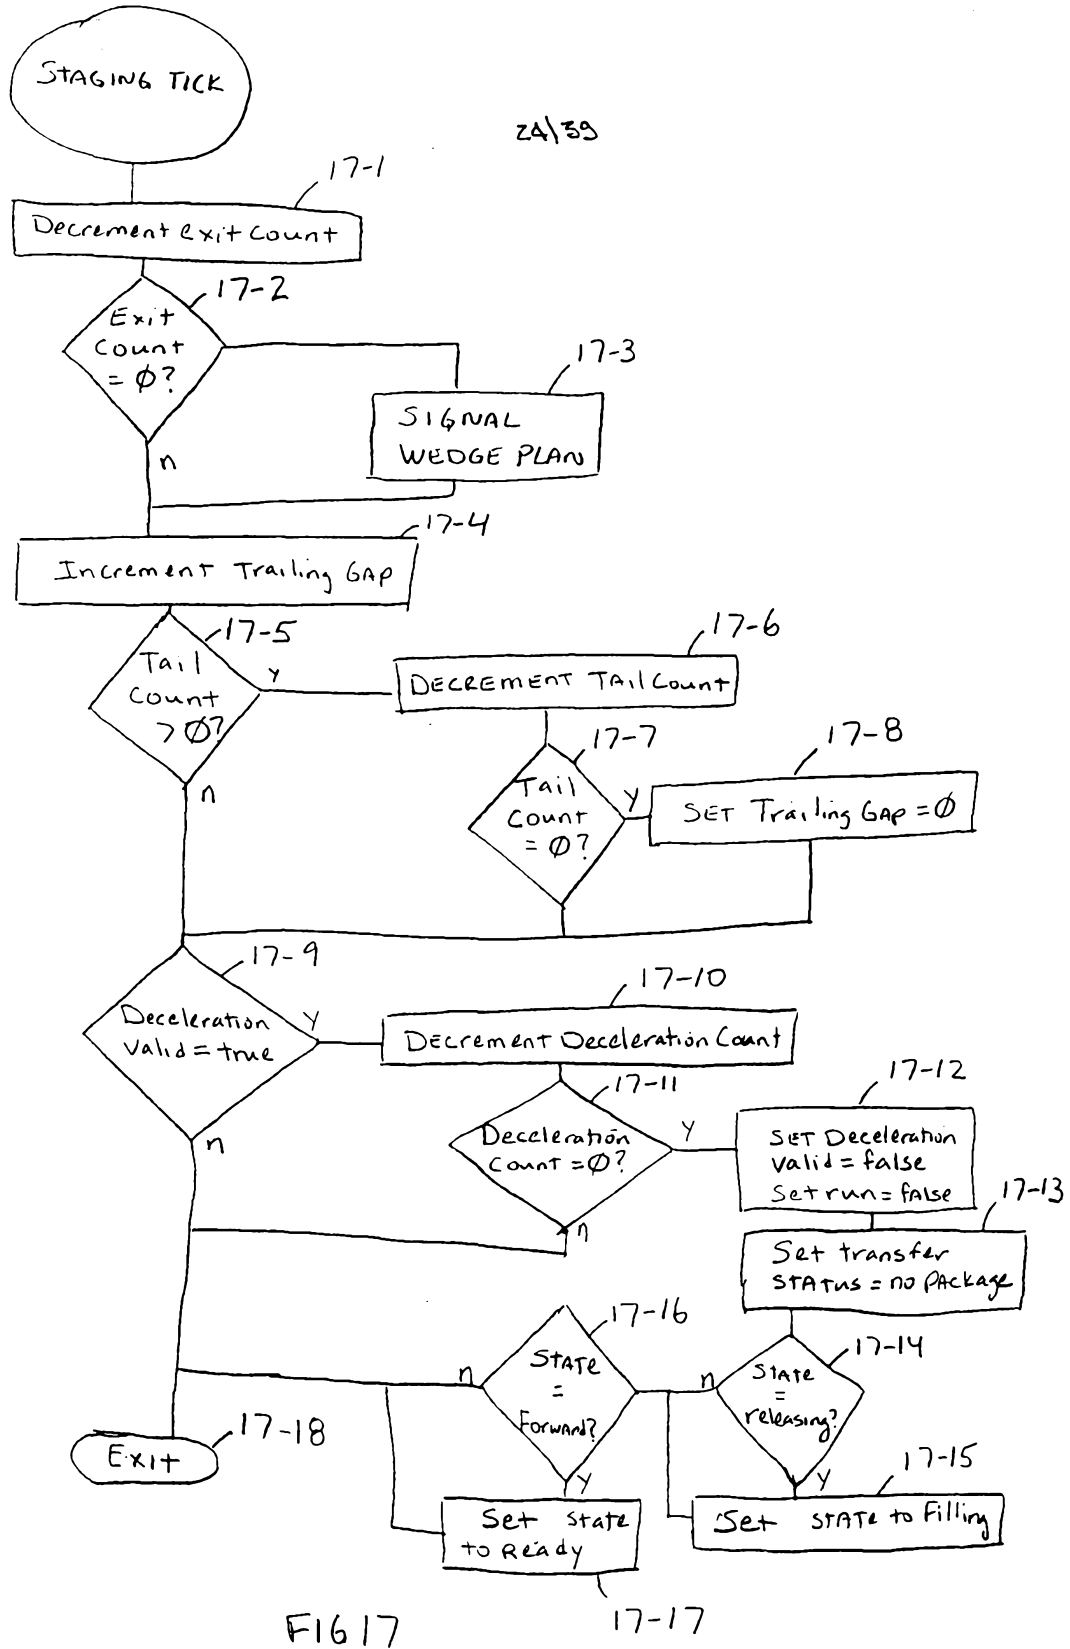 STAGING TICK
24/39
17-1
Decrement exit count
17-2
Exit
count
= Ø?
n
17-3
SIGNAL
WEDGE PLAN
17-4
Increment Trailing GAP
17-5
Tail
Count
> Ø?
Y
n
17-6
DECREMENT TAIL Count
17-7
Tail
Count
= Ø?
Y
17-8
SET Trailing GAP = Ø
17-9
Deceleration
valid = true
Y
n
17-10
DECrement Deceleration Count
17-11
Deceleration
Count = Ø?
Y
n
17-12
SET Deceleration
valid = false
Set run = fALse
17-13
Set transfer
STATUS = no PACKAge
17-14
STATE
=
releasing?
n
Y
17-15
Set STATE to Filling
17-16
STATE
=
Forward?
n
Y
Set State
to Ready
17-17
17-18
Exit
FIG 17